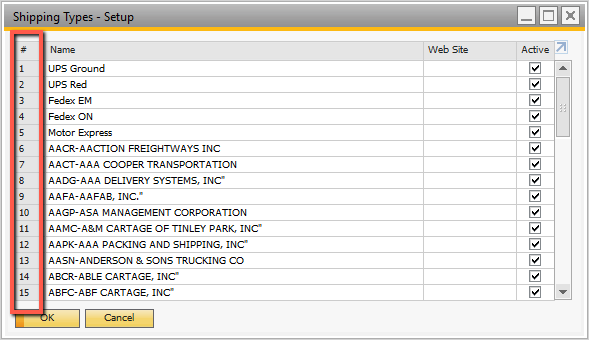 Shipping Types - Setup
# Name Web Site Active
1 UPS Ground
2 UPS Red
3 Fedex EM
4 Fedex ON
5 Motor Express
6 AACR-AACTION FREIGHTWAYS INC
7 AACT-AAA COOPER TRANSPORTATION
8 AADG-AAA DELIVERY SYSTEMS, INC"
9 AAFA-AAFAB, INC."
10 AAGP-ASA MANAGEMENT CORPORATION
11 AAMC-A&M CARTAGE OF TINLEY PARK, INC"
12 AAPK-AAA PACKING AND SHIPPING, INC"
13 AASN-ANDERSON & SONS TRUCKING CO
14 ABCR-ABLE CARTAGE, INC"
15 ABFC-ABF CARTAGE, INC"
OK Cancel